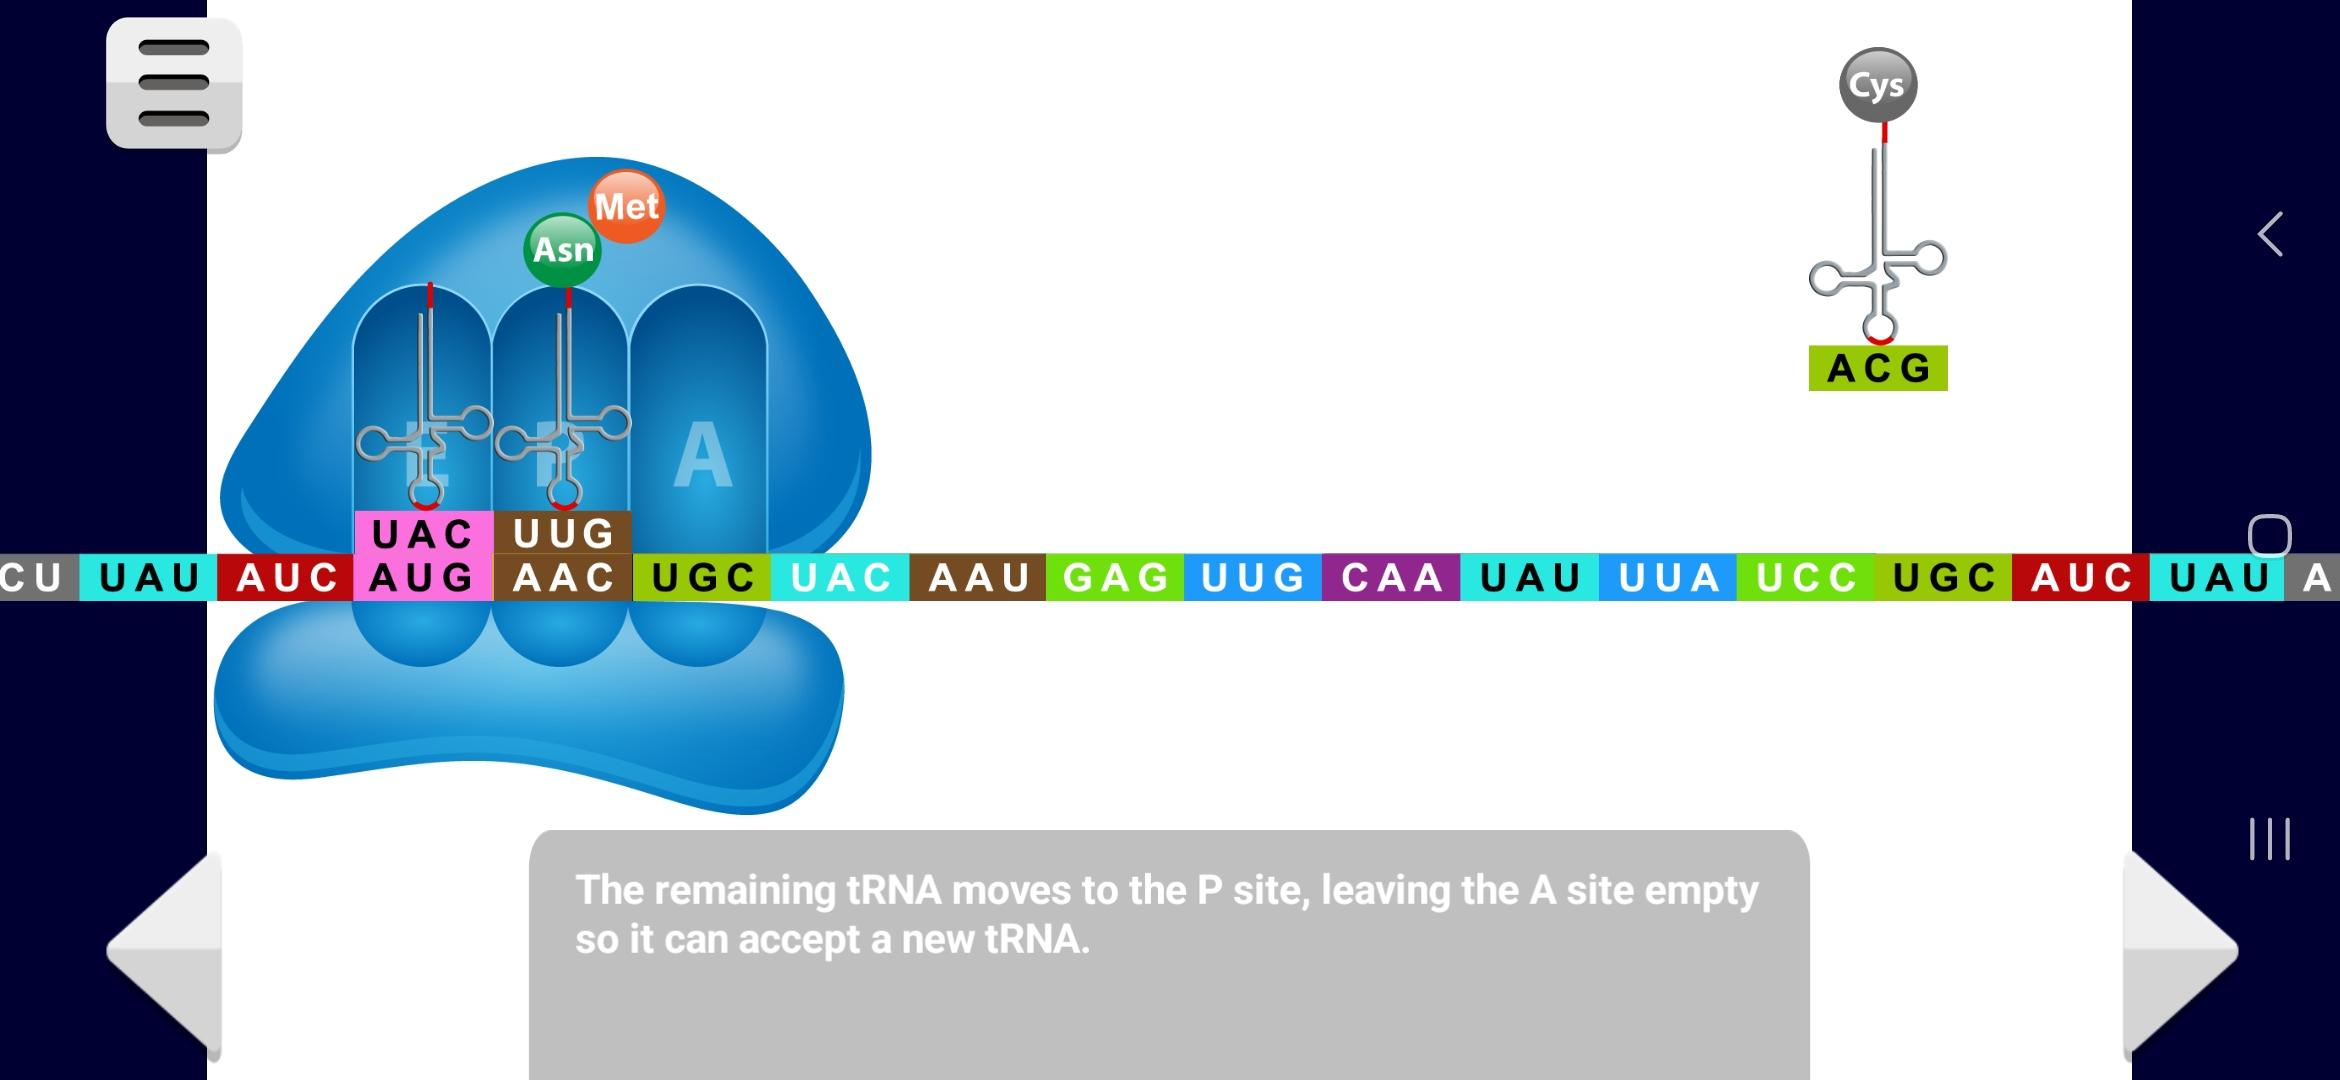 Cys
Met
Asn
ACG
E P A
UAC UUG
CU UAU AUC AUG AAC UGC UAC AAU GAG UUG CAA UAU UUA UCC UGC AUC UAU A
The remaining tRNA moves to the P site, leaving the A site empty
so it can accept a new tRNA.